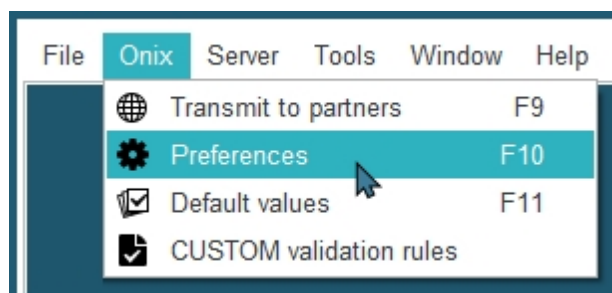 File Onix Server Tools Window Help
Transmit to partners F9
Preferences F10
Default values F11
CUSTOM validation rules